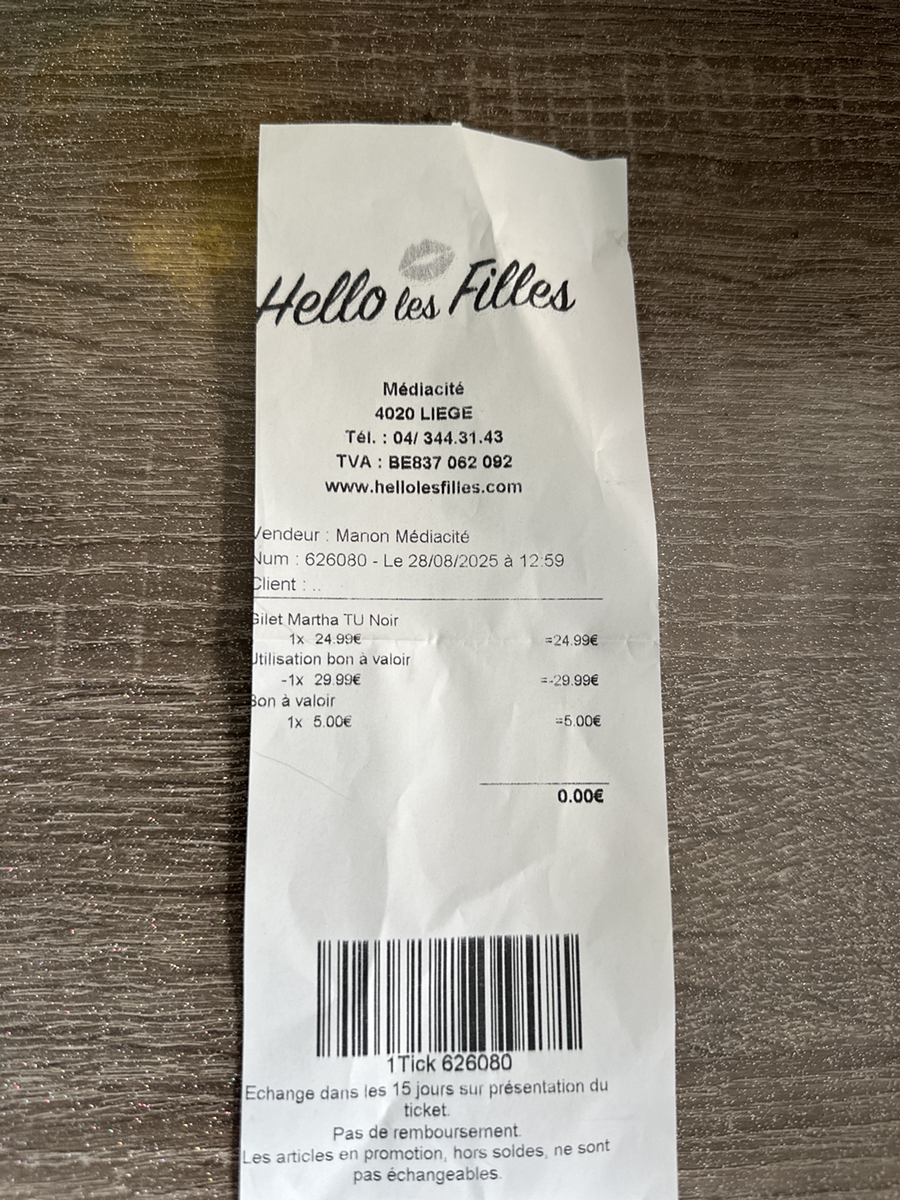 Hello les Filles
Médiacité
4020 LIEGE
Tél. : 04/ 344.31.43
TVA : BE837 062 092
www.hellolesfilles.com
Vendeur : Manon Médiacité
Num : 626080 - Le 28/08/2025 à 12:59
Client : ..
Gilet Martha TU Noir
1x 24.99€ =24.99€
Utilisation bon à valoir
-1x 29.99€ =-29.99€
Bon à valoir
1x 5.00€ =5.00€
0.00€
1Tick 626080
Echange dans les 15 jours sur présentation du
ticket.
Pas de remboursement.
Les articles en promotion, hors soldes, ne sont
pas échangeables.